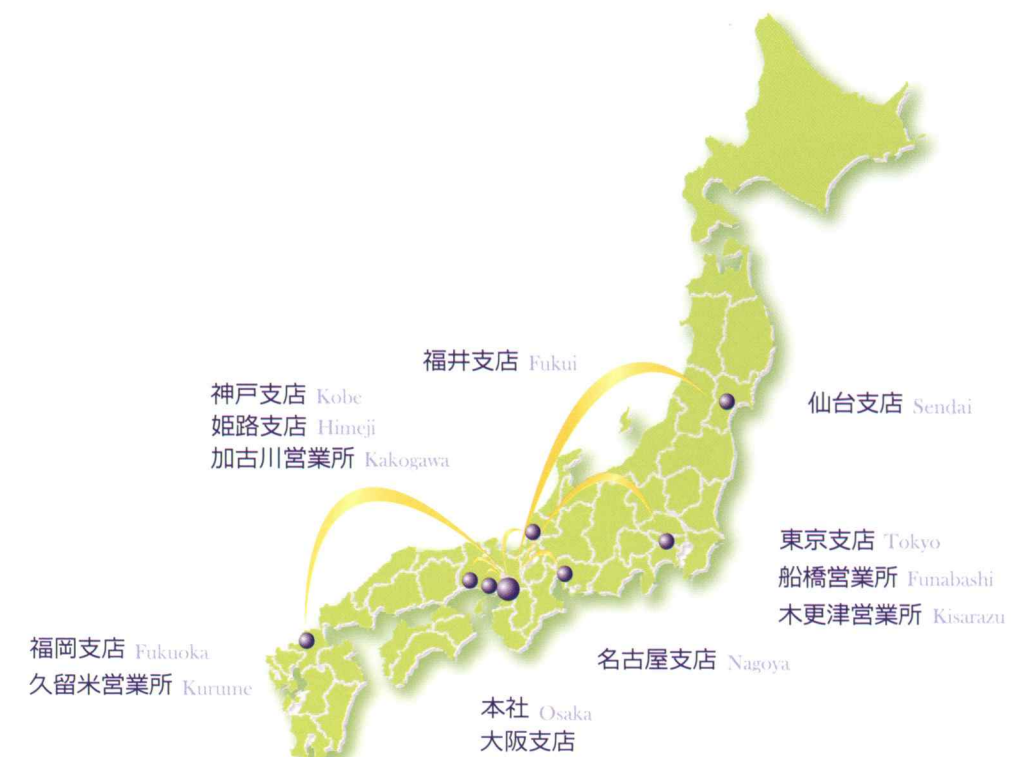 福井支店 Fukui
神戸支店 Kobe
姫路支店 Himeji
加古川営業所 Kakogawa
仙台支店 Sendai
東京支店 Tokyo
船橋営業所 Funabashi
木更津営業所 Kisarazu
福岡支店 Fukuoka
久留米営業所 Kurume
名古屋支店 Nagoya
本社 Osaka
大阪支店